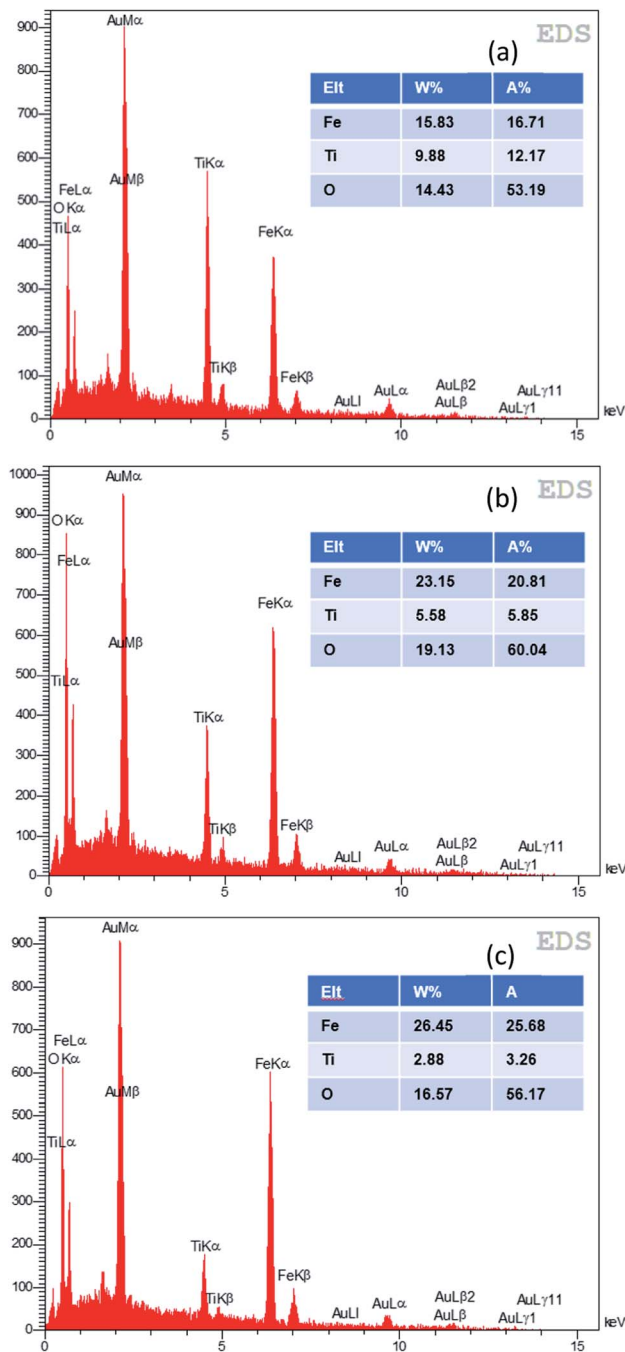 AuMα
EDS
(a)
900
800
700
600
500
400
300
200
100
0
Elt W% A%
Fe 15.83 16.71
Ti 9.88 12.17
O 14.43 53.19
AuMβ
TiKα
FeLα
OKα
TiLα
FeKα
TiKβ
FeKβ
AuLl
AuLα
AuLβ2
AuLβ
AuLγ11
AuLγ1
0 5 10 15 keV
AuMα
EDS
(b)
1000
900
800
700
600
500
400
300
200
100
0
OKα
FeLα
Elt W% A%
Fe 23.15 20.81
Ti 5.58 5.85
O 19.13 60.04
FeKα
AuMβ
TiLα
TiKα
TiKβ
FeKβ
AuLl
AuLα
AuLβ2
AuLβ
AuLγ11
AuLγ1
0 5 10 15 keV
AuMα
EDS
(c)
900
800
700
600
500
400
300
200
100
0
Elt W% A
Fe 26.45 25.68
Ti 2.88 3.26
O 16.57 56.17
FeLα
OKα
FeKα
AuMβ
TiLα
TiKα
TiKβ
FeKβ
AuLl
AuLα
AuLβ2
AuLβ
AuLγ11
AuLγ1
0 5 10 15 keV